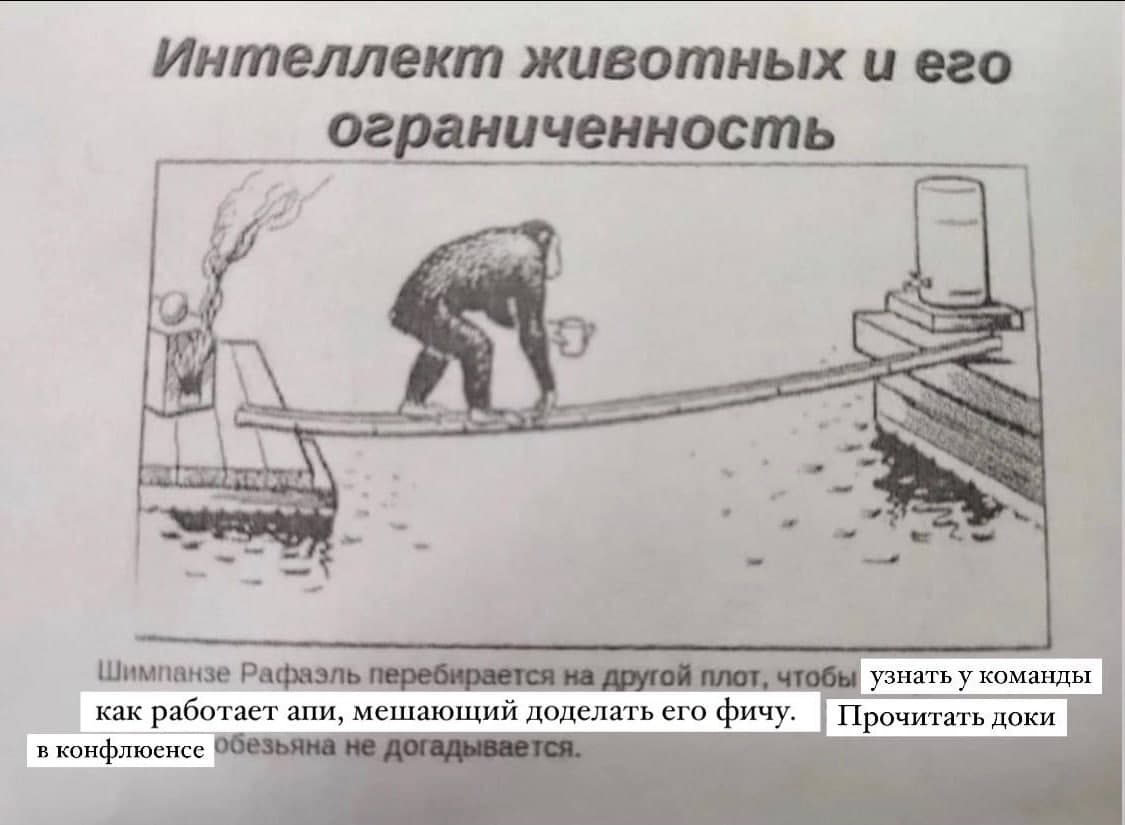 Интеллект животных и его
ограниченность
Шимпанзе Рафаэль перебирается на другой плот, чтобы узнать у команды
как работает апи, мешающий доделать его фичу. Прочитать доки
в конфлюенсе обезьяна не догадывается.